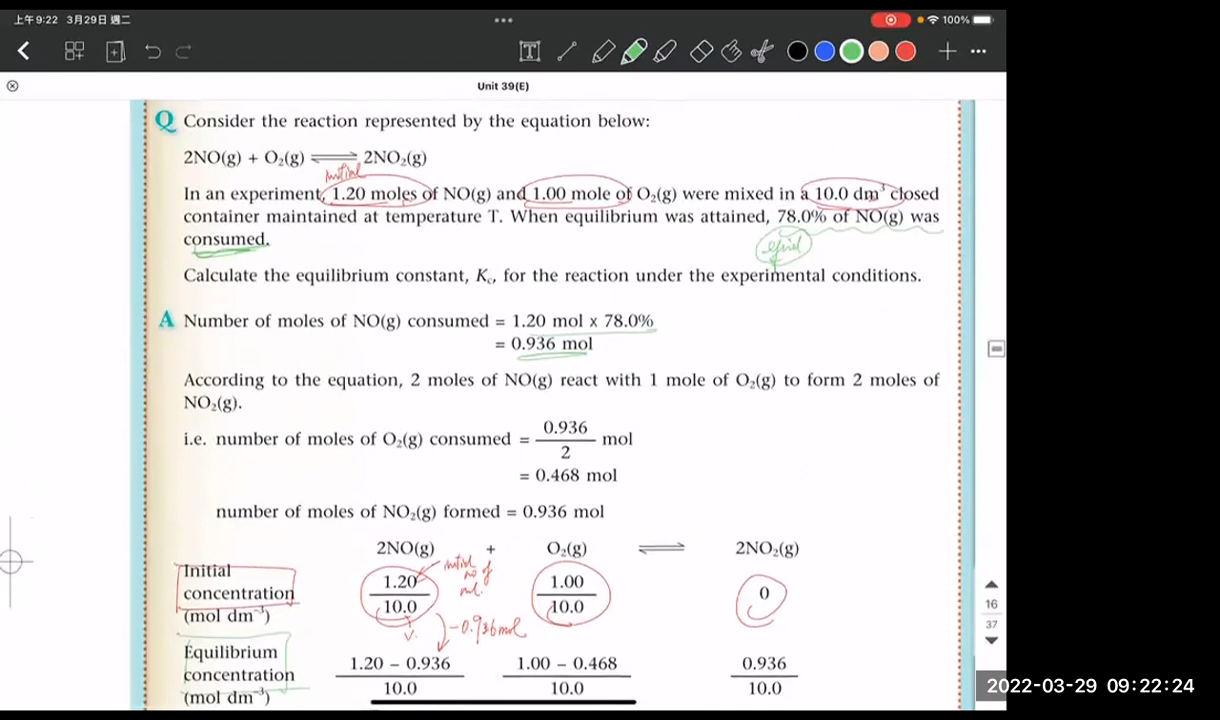 上午9:22 3月29日 週二
100%
Unit 39(E)
Q Consider the reaction represented by the equation below:
2NO(g) + O₂(g) ⇌ 2NO₂(g)
initial
In an experiment, 1.20 moles of NO(g) and 1.00 mole of O₂(g) were mixed in a 10.0 dm³ closed
container maintained at temperature T. When equilibrium was attained, 78.0% of NO(g) was
consumed.
Calculate the equilibrium constant, Kc, for the reaction under the experimental conditions.
A Number of moles of NO(g) consumed = 1.20 mol x 78.0%
= 0.936 mol
According to the equation, 2 moles of NO(g) react with 1 mole of O₂(g) to form 2 moles of
NO₂(g).
i.e. number of moles of O₂(g) consumed = 0.936/2 mol
= 0.468 mol
number of moles of NO₂(g) formed = 0.936 mol
2NO(g) + O₂(g) ⇌ 2NO₂(g)
Initial
concentration
(mol dm⁻³)
1.20/10.0 1.00/10.0 0
initial
no of
mol.
V.
-0.936mol
Equilibrium
concentration
(mol dm⁻³)
1.20 – 0.936/10.0 1.00 – 0.468/10.0 0.936/10.0
16
37
2022-03-29 09:22:24